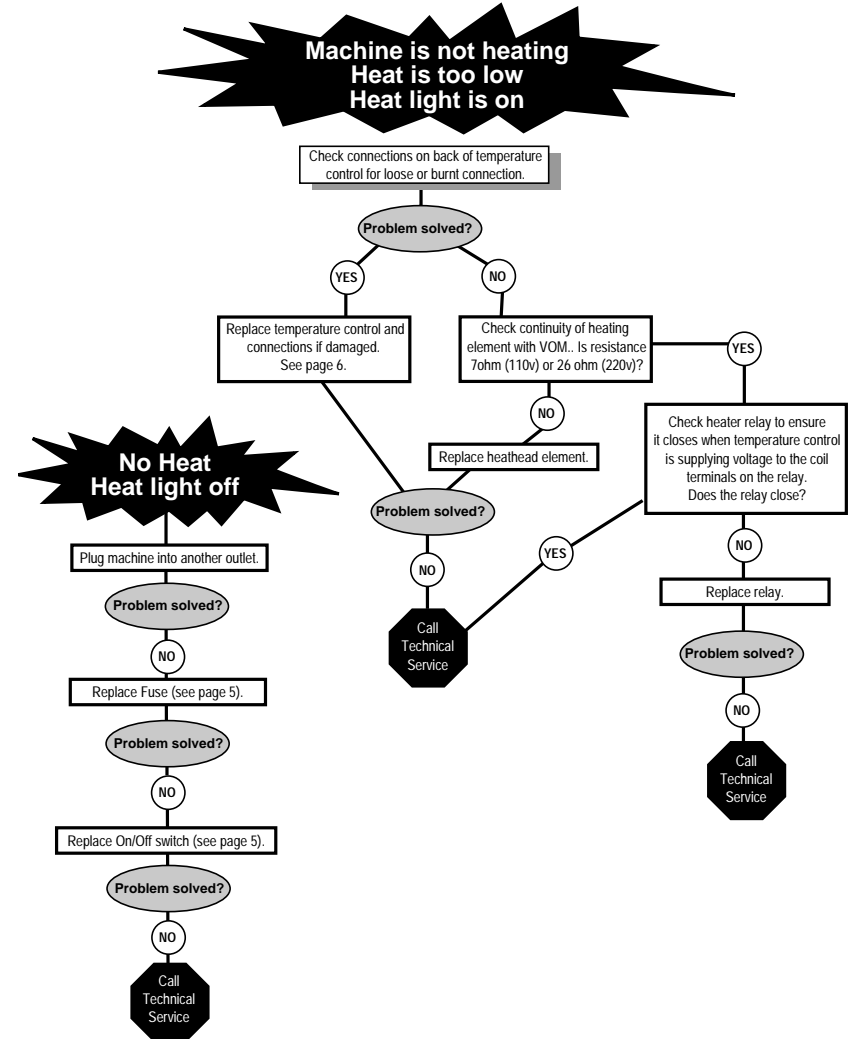 Machine is not heating
Heat is too low
Heat light is on
Check connections on back of temperature
control for loose or burnt connection.
Problem solved?
YES
NO
Replace temperature control and
connections if damaged.
See page 6.
Check continuity of heating
element with VOM.. Is resistance
7ohm (110v) or 26 ohm (220v)?
YES
NO
Replace heathead element.
Check heater relay to ensure
it closes when temperature control
is supplying voltage to the coil
terminals on the relay.
Does the relay close?
Problem solved?
NO
YES
Call
Technical
Service
NO
Replace relay.
Problem solved?
NO
Call
Technical
Service
No Heat
Heat light off
Plug machine into another outlet.
Problem solved?
NO
Replace Fuse (see page 5).
Problem solved?
NO
Replace On/Off switch (see page 5).
Problem solved?
NO
Call
Technical
Service